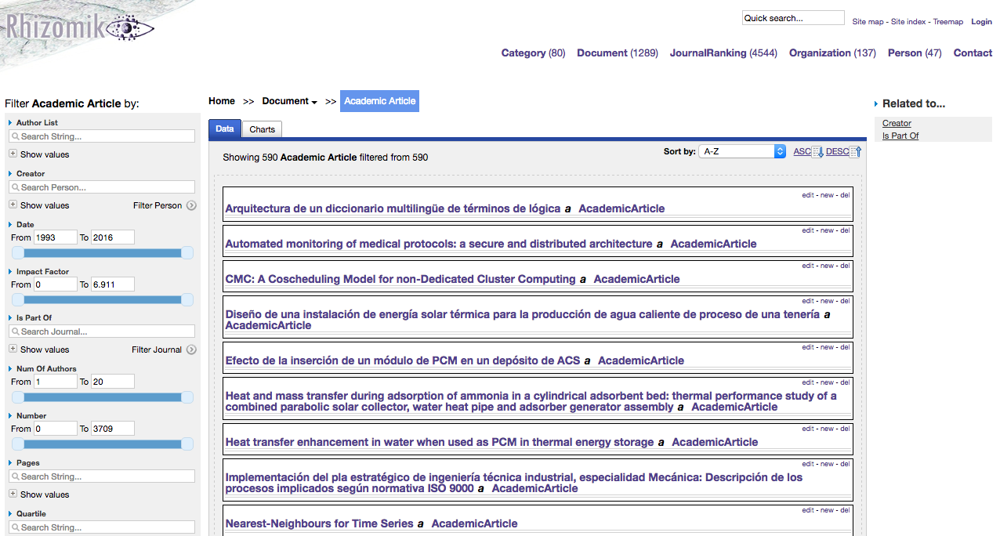 Rhizomik
Quick search...
Site map - Site index - Treemap Login
Category (80) Document (1289) JournalRanking (4544) Organization (137) Person (47) Contact
Filter Academic Article by:
Author List
Search String...
Show values
Creator
Search Person...
Show values Filter Person
Date
From 1993 To 2016
Impact Factor
From 0 To 6.911
Is Part Of
Search Journal...
Show values Filter Journal
Num Of Authors
From 1 To 20
Number
From 0 To 3709
Pages
Search String...
Show values
Quartile
Search String...
Home >> Document >> Academic Article
Data Charts
Showing 590 Academic Article filtered from 590
Sort by: A-Z ASC DESC
edit - new - del
Arquitectura de un diccionario multilingüe de términos de lógica a AcademicArticle
edit - new - del
Automated monitoring of medical protocols: a secure and distributed architecture a AcademicArticle
edit - new - del
CMC: A Coscheduling Model for non-Dedicated Cluster Computing a AcademicArticle
edit - new - del
Diseño de una instalación de energía solar térmica para la producción de agua caliente de proceso de una tenería a
AcademicArticle
edit - new - del
Efecto de la inserción de un módulo de PCM en un depósito de ACS a AcademicArticle
edit - new - del
Heat and mass transfer during adsorption of ammonia in a cylindrical adsorbent bed: thermal performance study of a
combined parabolic solar collector, water heat pipe and adsorber generator assembly a AcademicArticle
edit - new - del
Heat transfer enhancement in water when used as PCM in thermal energy storage a AcademicArticle
edit - new - del
Implementación del pla estratégico de ingeniería técnica industrial, especialidad Mecánica: Descripción de los
procesos implicados según normativa ISO 9000 a AcademicArticle
edit - new - del
Nearest-Neighbours for Time Series a AcademicArticle
Related to...
Creator
Is Part Of